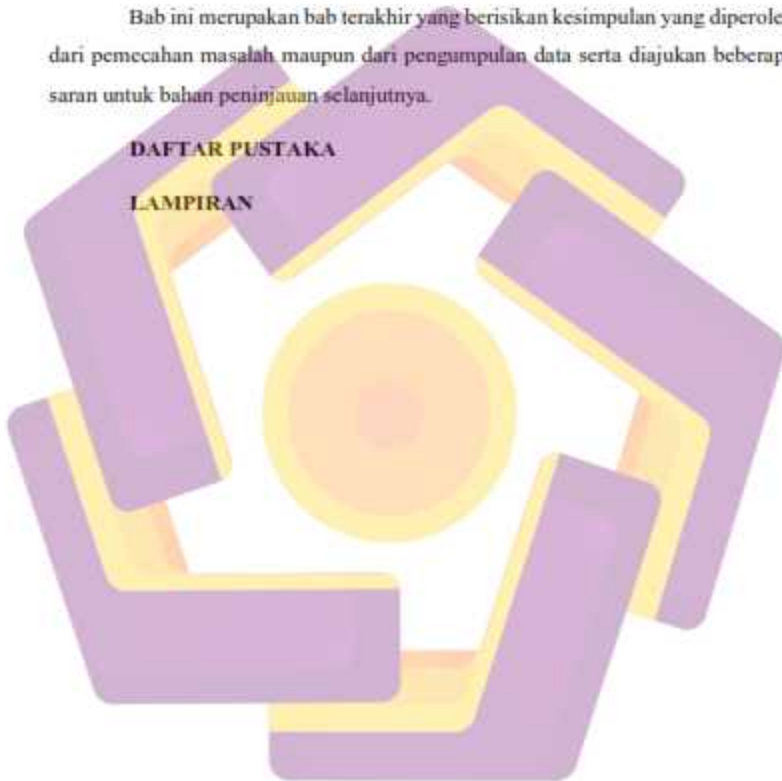 Bab ini merupakan bab terakhir yang berisikan kesimpulan yang diperole
dari pemecahan masalah maupun dari pengumpulan data serta diajukan beberap
saran untuk bahan peninjauan selanjutnya.
DAFTAR PUSTAKA
LAMPIRAN